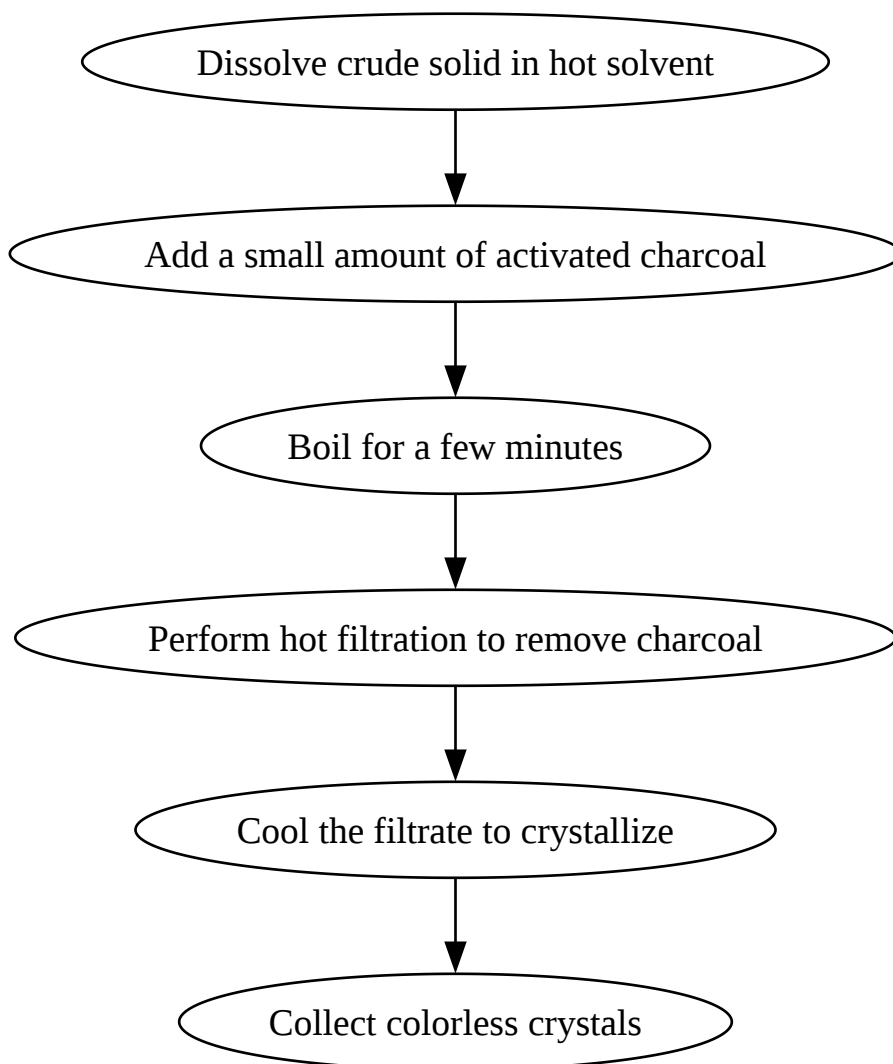 Dissolve crude solid in hot solvent
Add a small amount of activated charcoal
Boil for a few minutes
Perform hot filtration to remove charcoal
Cool the filtrate to crystallize
Collect colorless crystals